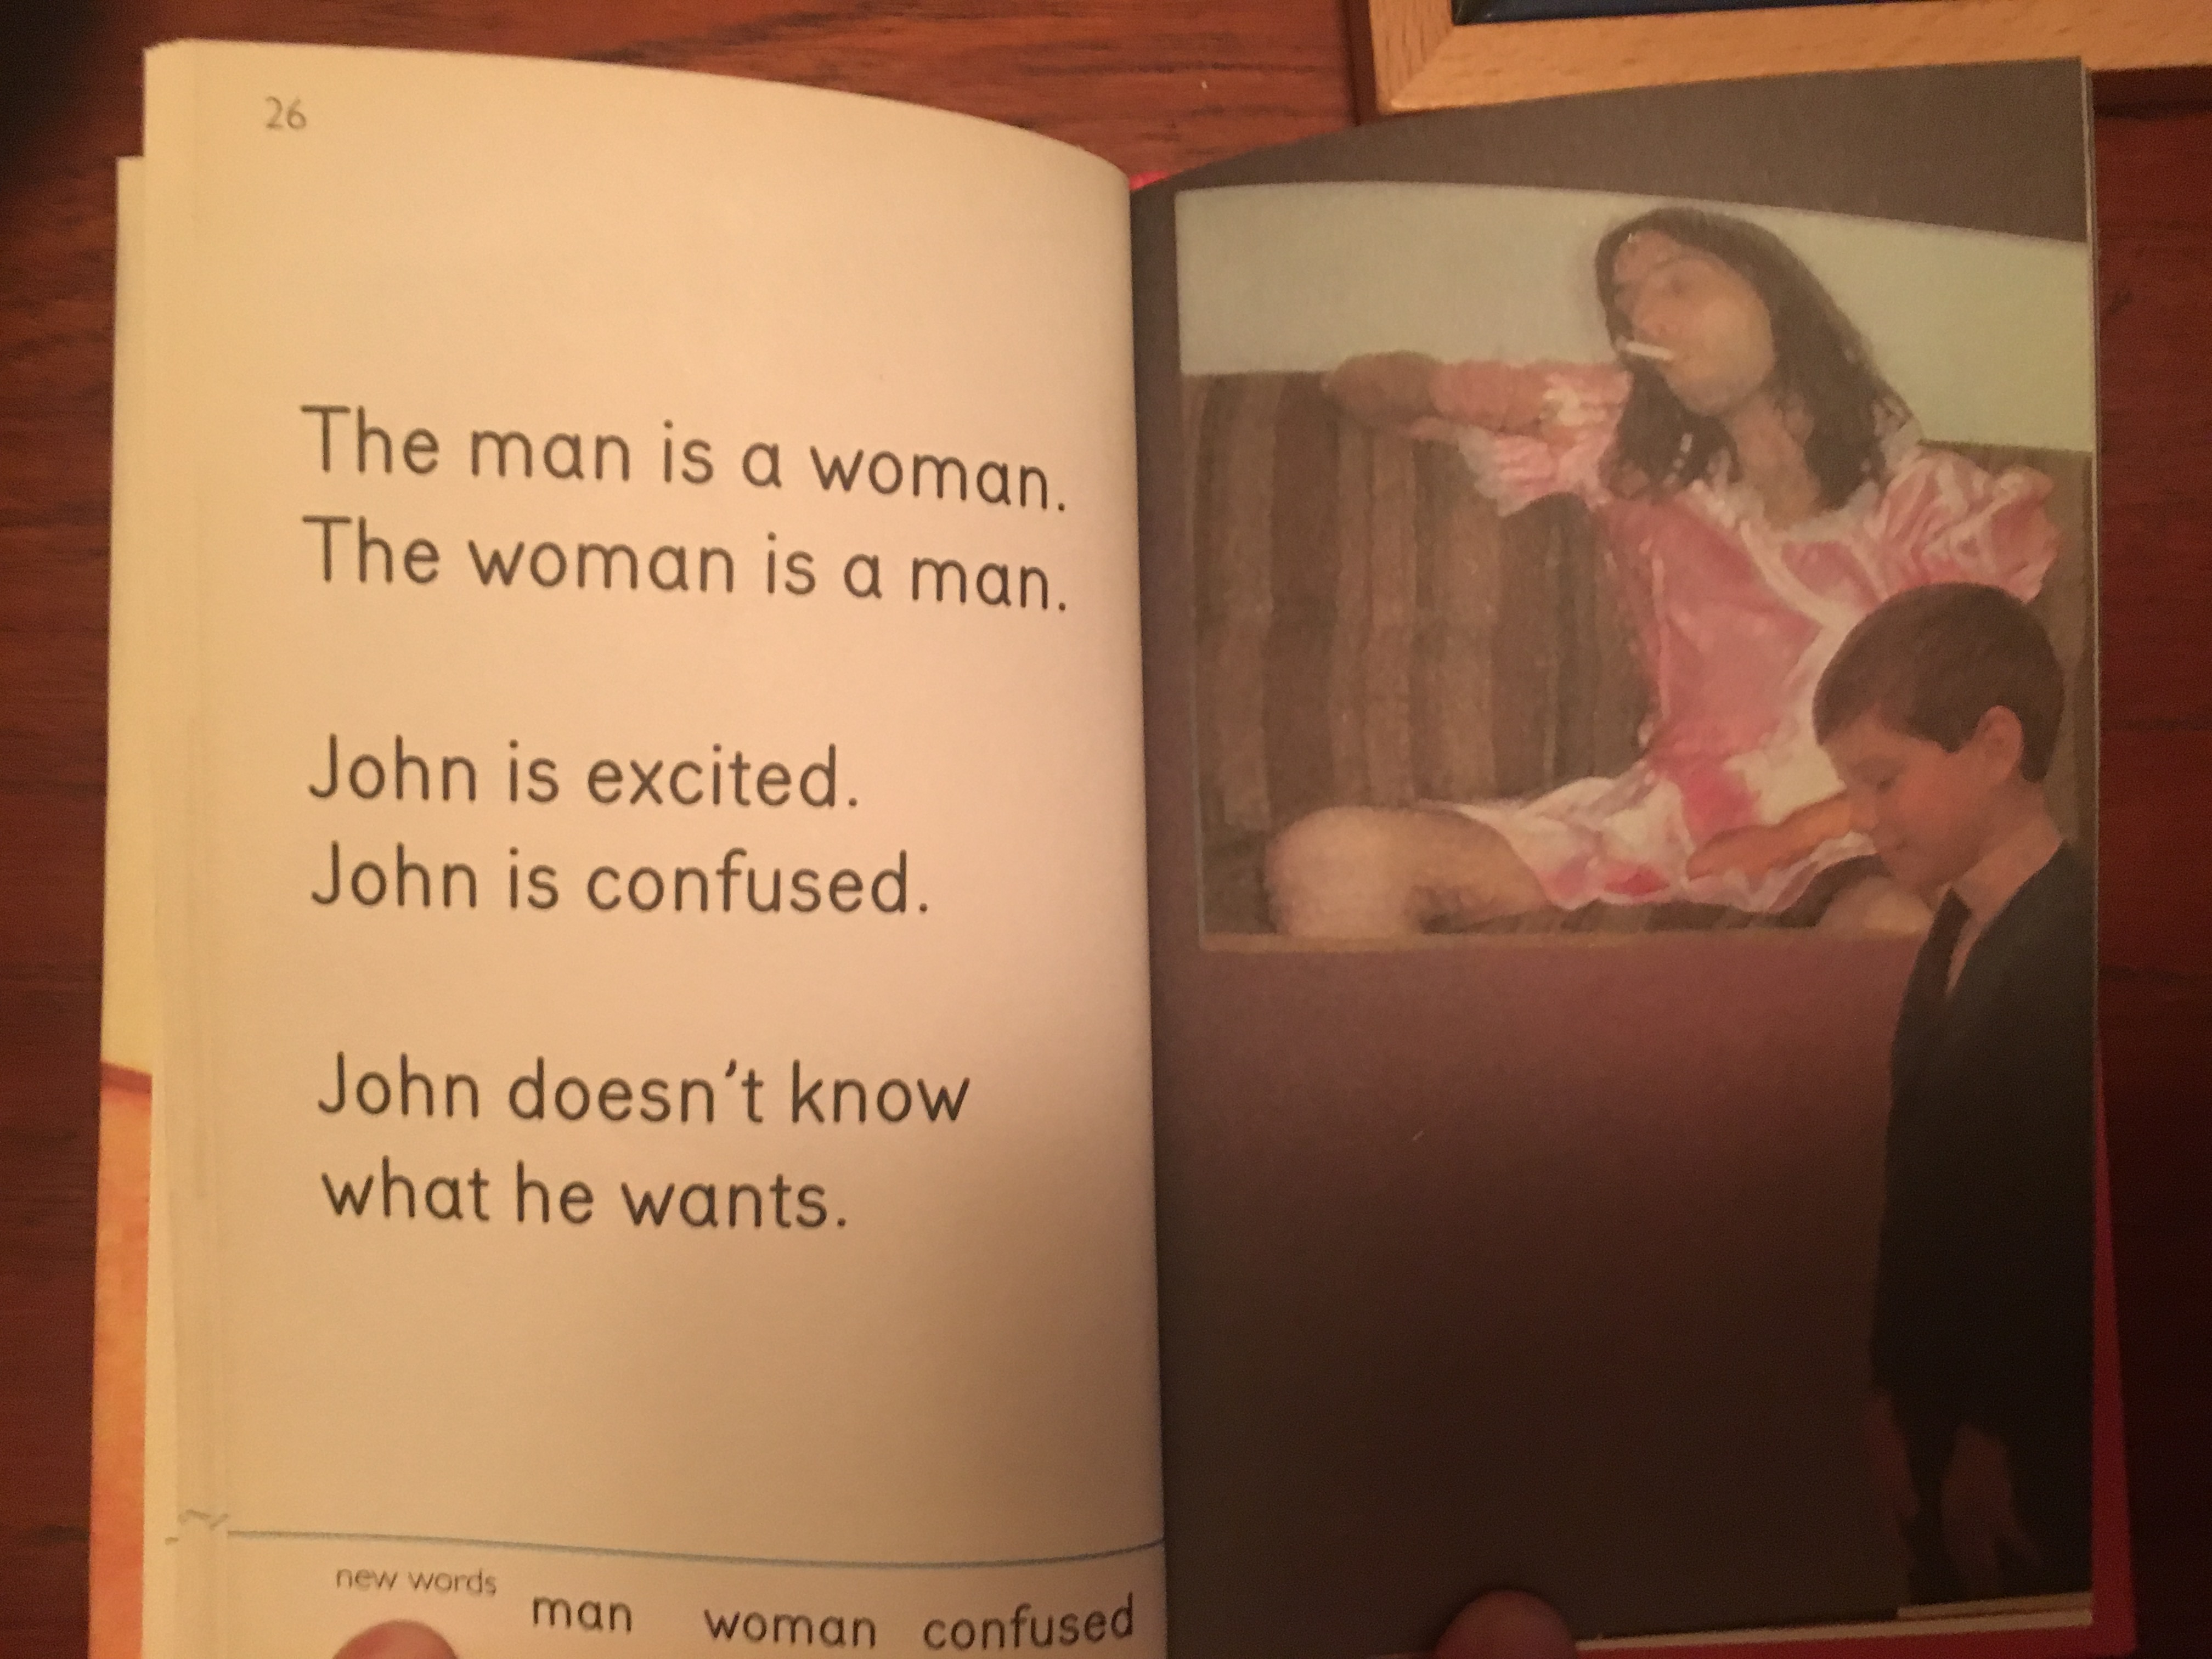 26
The man is a woman.
The woman is a man.
John is excited.
John is confused.
John doesn't know
what he wants.
new words
man woman confused